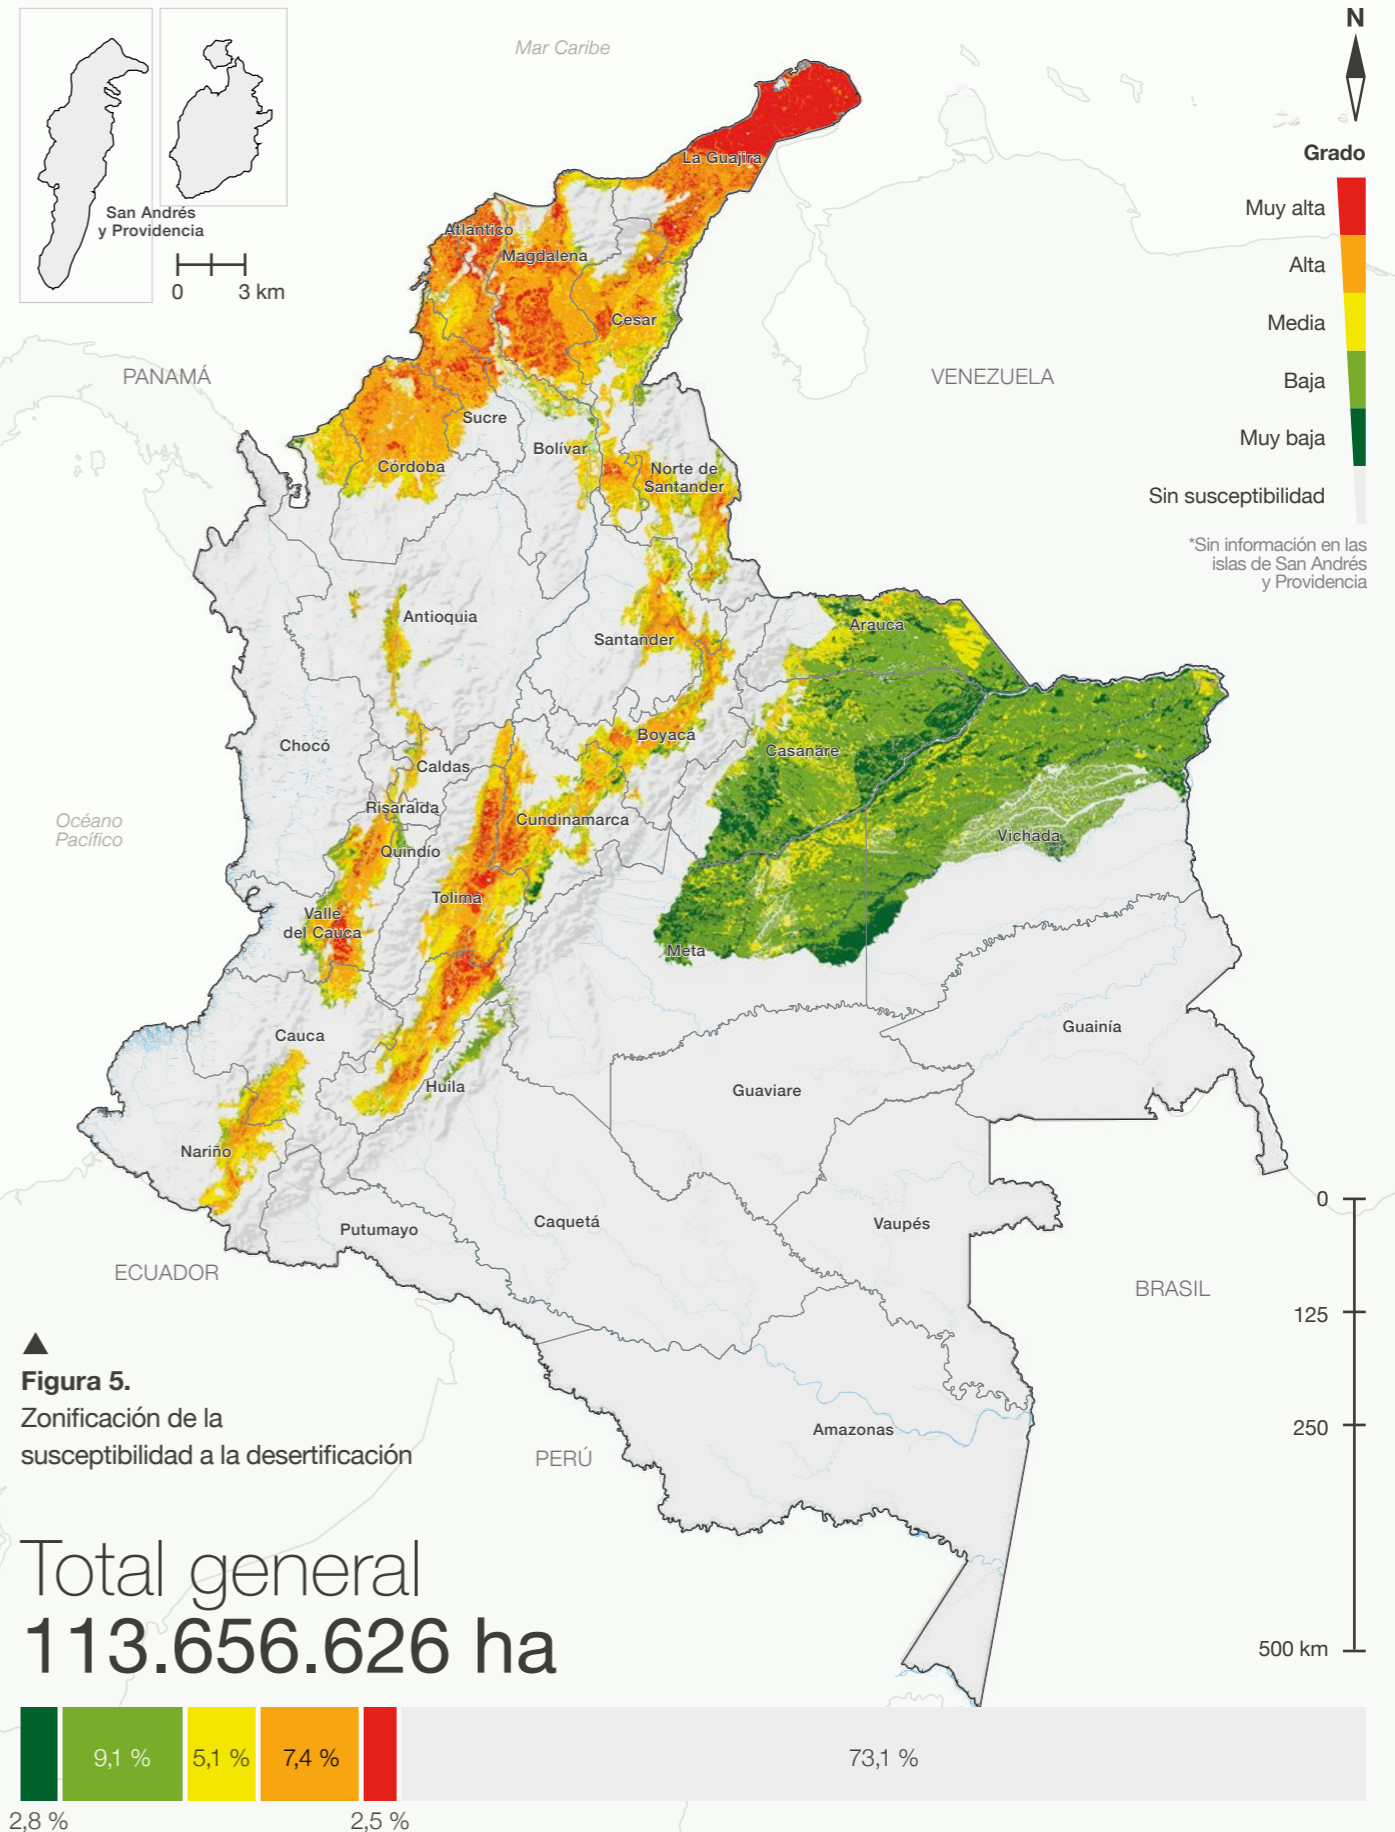 N
Mar Caribe
Grado
Muy alta
Alta
Media
Baja
Muy baja
Sin susceptibilidad
*Sin información en las
islas de San Andrés
y Providencia
San Andrés
y Providencia
0 3 km
PANAMÁ
VENEZUELA
La Guajira
Atlántico
Magdalena
Cesar
Sucre
Bolívar
Córdoba
Norte de
Santander
Antioquia
Santander
Arauca
Chocó
Boyacá
Casanare
Caldas
Risaralda
Cundinamarca
Océano
Pacífico
Quindío
Vichada
Tolima
Valle
del Cauca
Meta
Cauca
Guainía
Huila
Guaviare
Nariño
Putumayo
Caquetá
Vaupés
ECUADOR
BRASIL
Amazonas
PERÚ
0
125
250
500 km
Figura 5.
Zonificación de la
susceptibilidad a la desertificación
Total general
113.656.626 ha
9,1 % 5,1 % 7,4 % 73,1 %
2,8 % 2,5 %